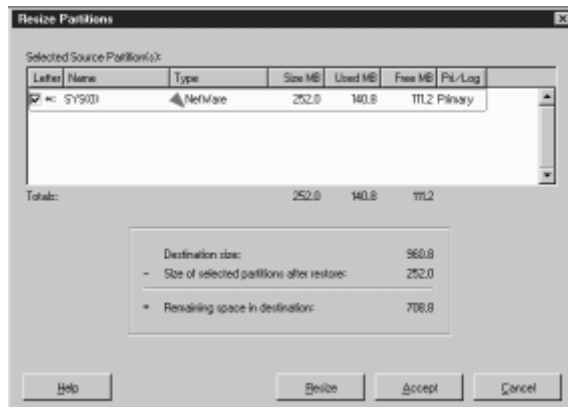 Resize Partitions
Selected Source Partition(s):
Letter Name Type Size MB Used MB Free MB Pri/Log
*: SYS(0) NetWare 252.0 140.8 111.2 Primary
Totals: 252.0 140.8 111.2
Destination size: 960.8
- Size of selected partitions after restore: 252.0
= Remaining space in destination: 708.8
Help Resize Accept Cancel